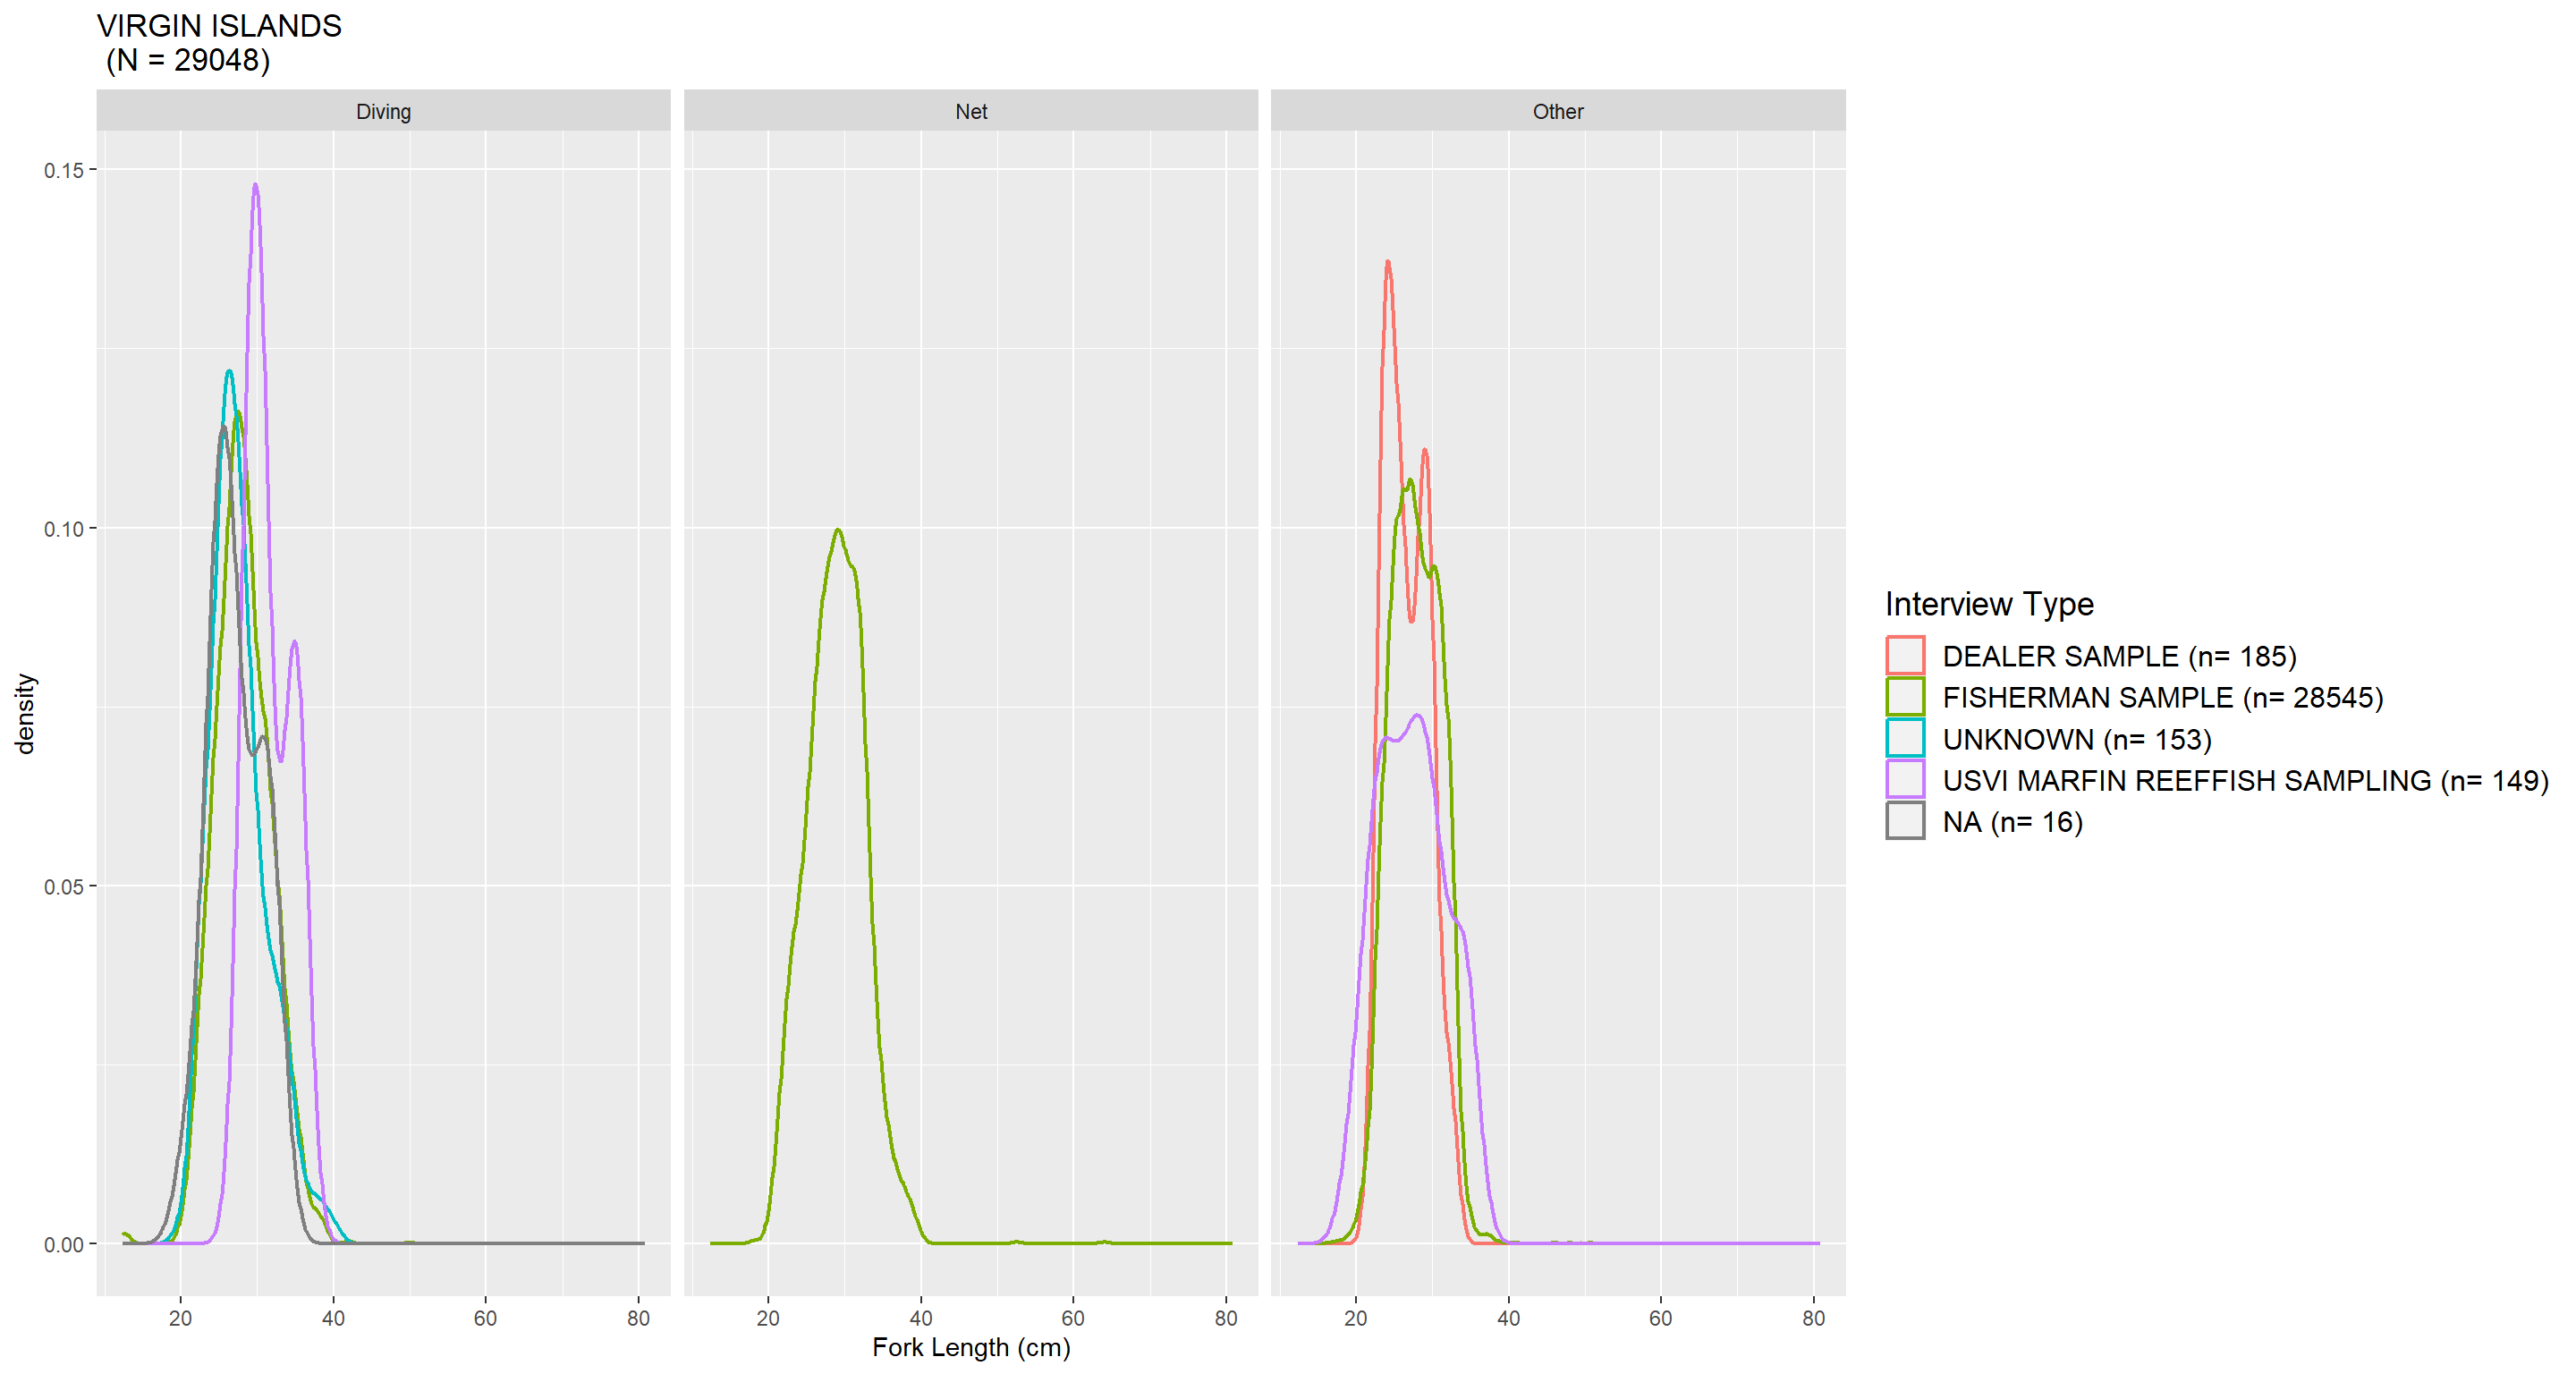 VIRGIN ISLANDS
(N = 29048)
Diving
Net
Other
0.15
0.10
0.05
0.00
density
20 40 60 80
20 40 60 80
20 40 60 80
Fork Length (cm)
Interview Type
DEALER SAMPLE (n= 185)
FISHERMAN SAMPLE (n= 28545)
UNKNOWN (n= 153)
USVI MARFIN REEFFISH SAMPLING (n= 149)
NA (n= 16)